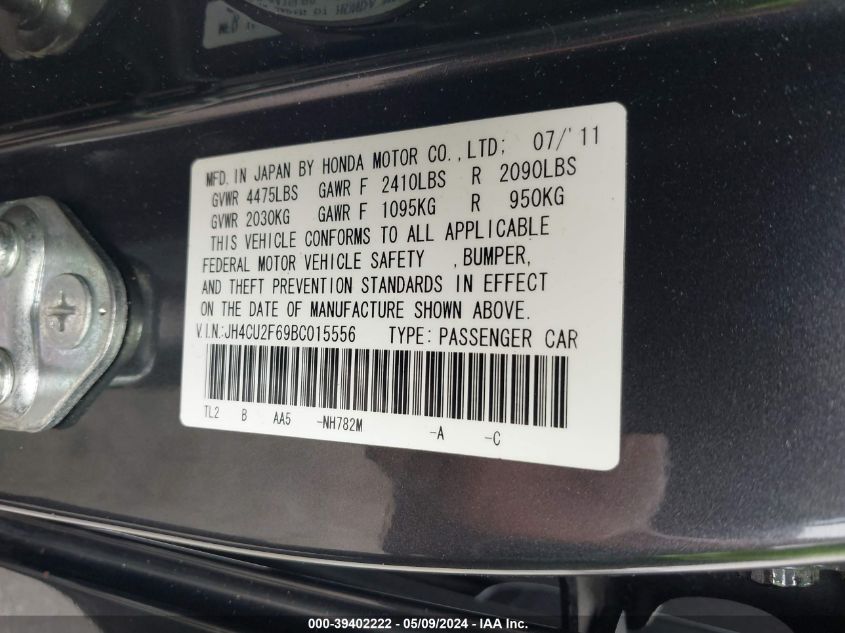 MFD. IN JAPAN BY HONDA MOTOR CO.,LTD; 07/'11
GVWR 4475LBS GAWR F 2410LBS R 2090LBS
GVWR 2030KG GAWR F 1095KG R 950KG
THIS VEHICLE CONFORMS TO ALL APPLICABLE
FEDERAL MOTOR VEHICLE SAFETY ,BUMPER,
AND THEFT PREVENTION STANDARDS IN EFFECT
ON THE DATE OF MANUFACTURE SHOWN ABOVE.
V.I.N.:JH4CU2F69BC015556 TYPE: PASSENGER CAR
TL2 B AA5 -NH782M -A -C
000-39402222 - 05/09/2024 - IAA Inc.